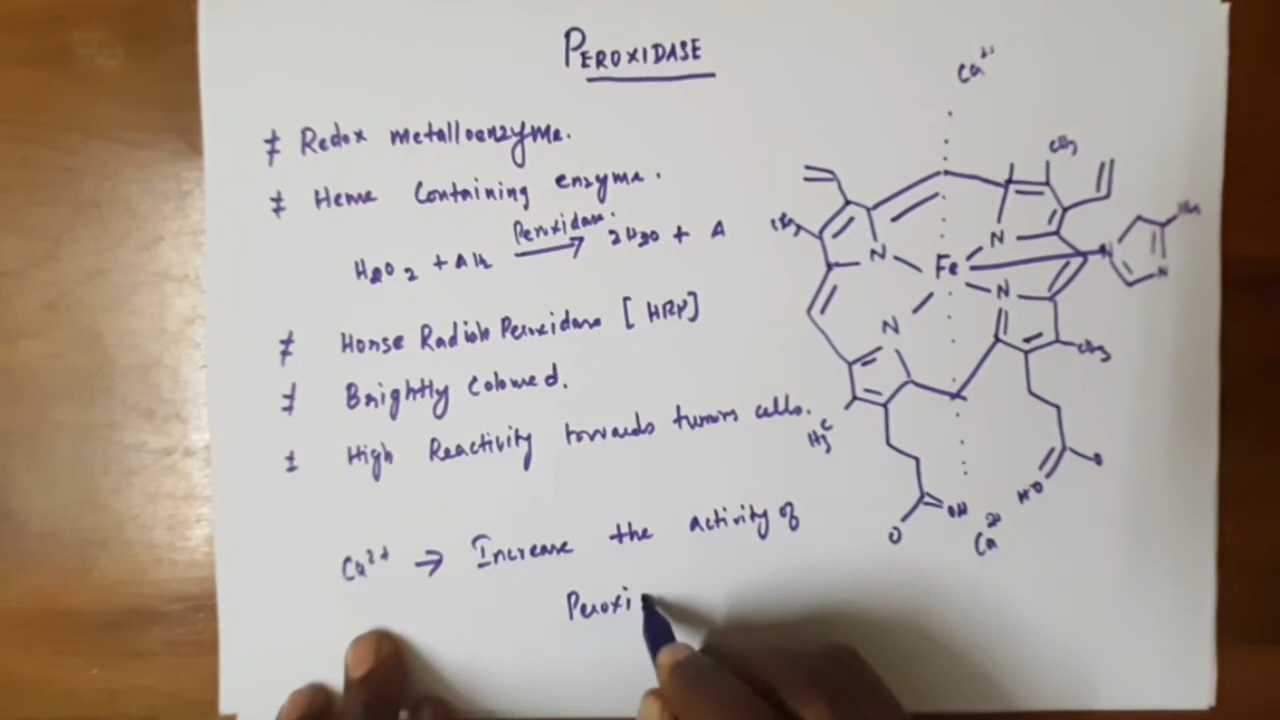 PEROXIDASE
≠ Redox metalloenzyme.
≠ Heme Containing enzyme.
Peroxidase.
H2O2 + AH2 → 2H2O + A
≠ Horse Radish Peroxidase [HRP]
≠ Brightly Coloured.
± High Reactivity towards tumors cells.
Ca2+ → Increase the activity of
Peroxi
Ca2+
CH3
CH3
CH3
N
N
Fe
N
N
N
N
CH3
H3C
O
OH
HO
O
Ca2+